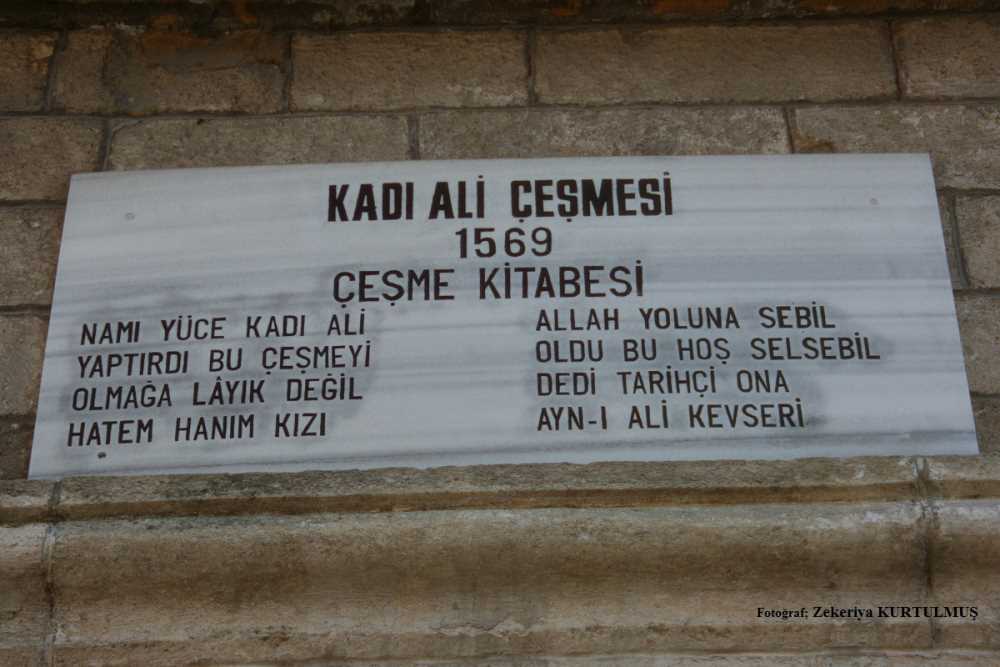 KADI ALİ ÇEŞMESİ
1569
ÇEŞME KİTABESİ
NAMI YÜCE KADI ALİ
YAPTIRDI BU ÇEŞMEYİ
OLMAĞA LÂYIK DEĞİL
HATEM HANIM KIZI
ALLAH YOLUNA SEBİL
OLDU BU HOŞ SELSEBİL
DEDİ TARİHÇİ ONA
AYN-I ALİ KEVSERİ
Fotoğraf; Zekeriya KURTULMUŞ